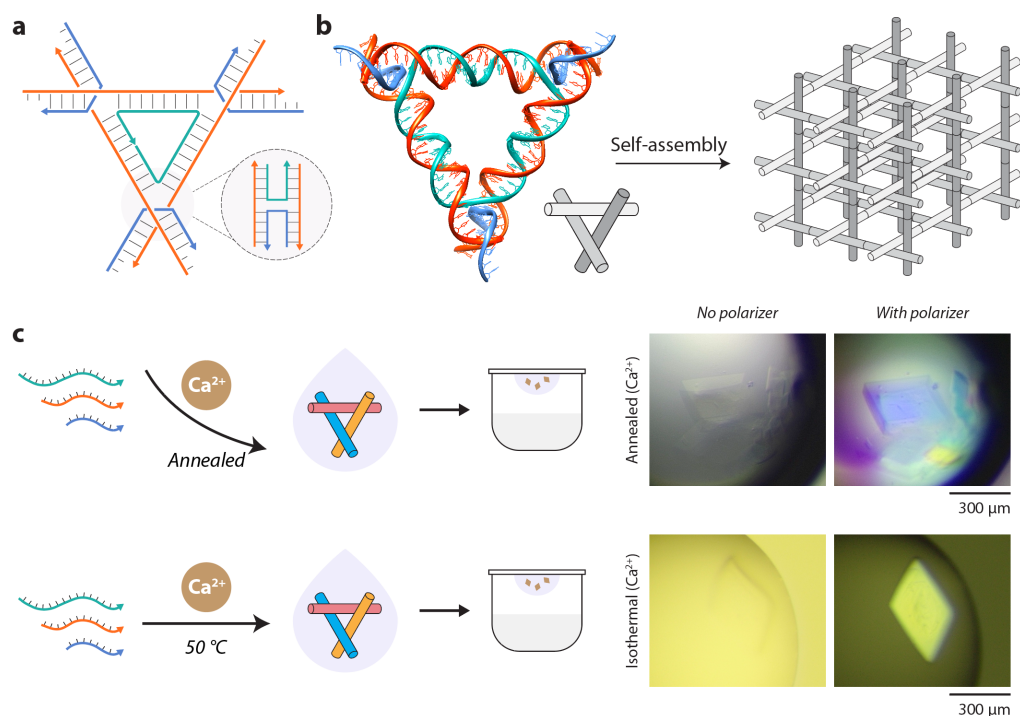 a
b
Self-assembly
c
No polarizer
With polarizer
Ca²⁺
Annealed
Annealed (Ca²⁺)
300 µm
Ca²⁺
50 °C
Isothermal (Ca²⁺)
300 µm